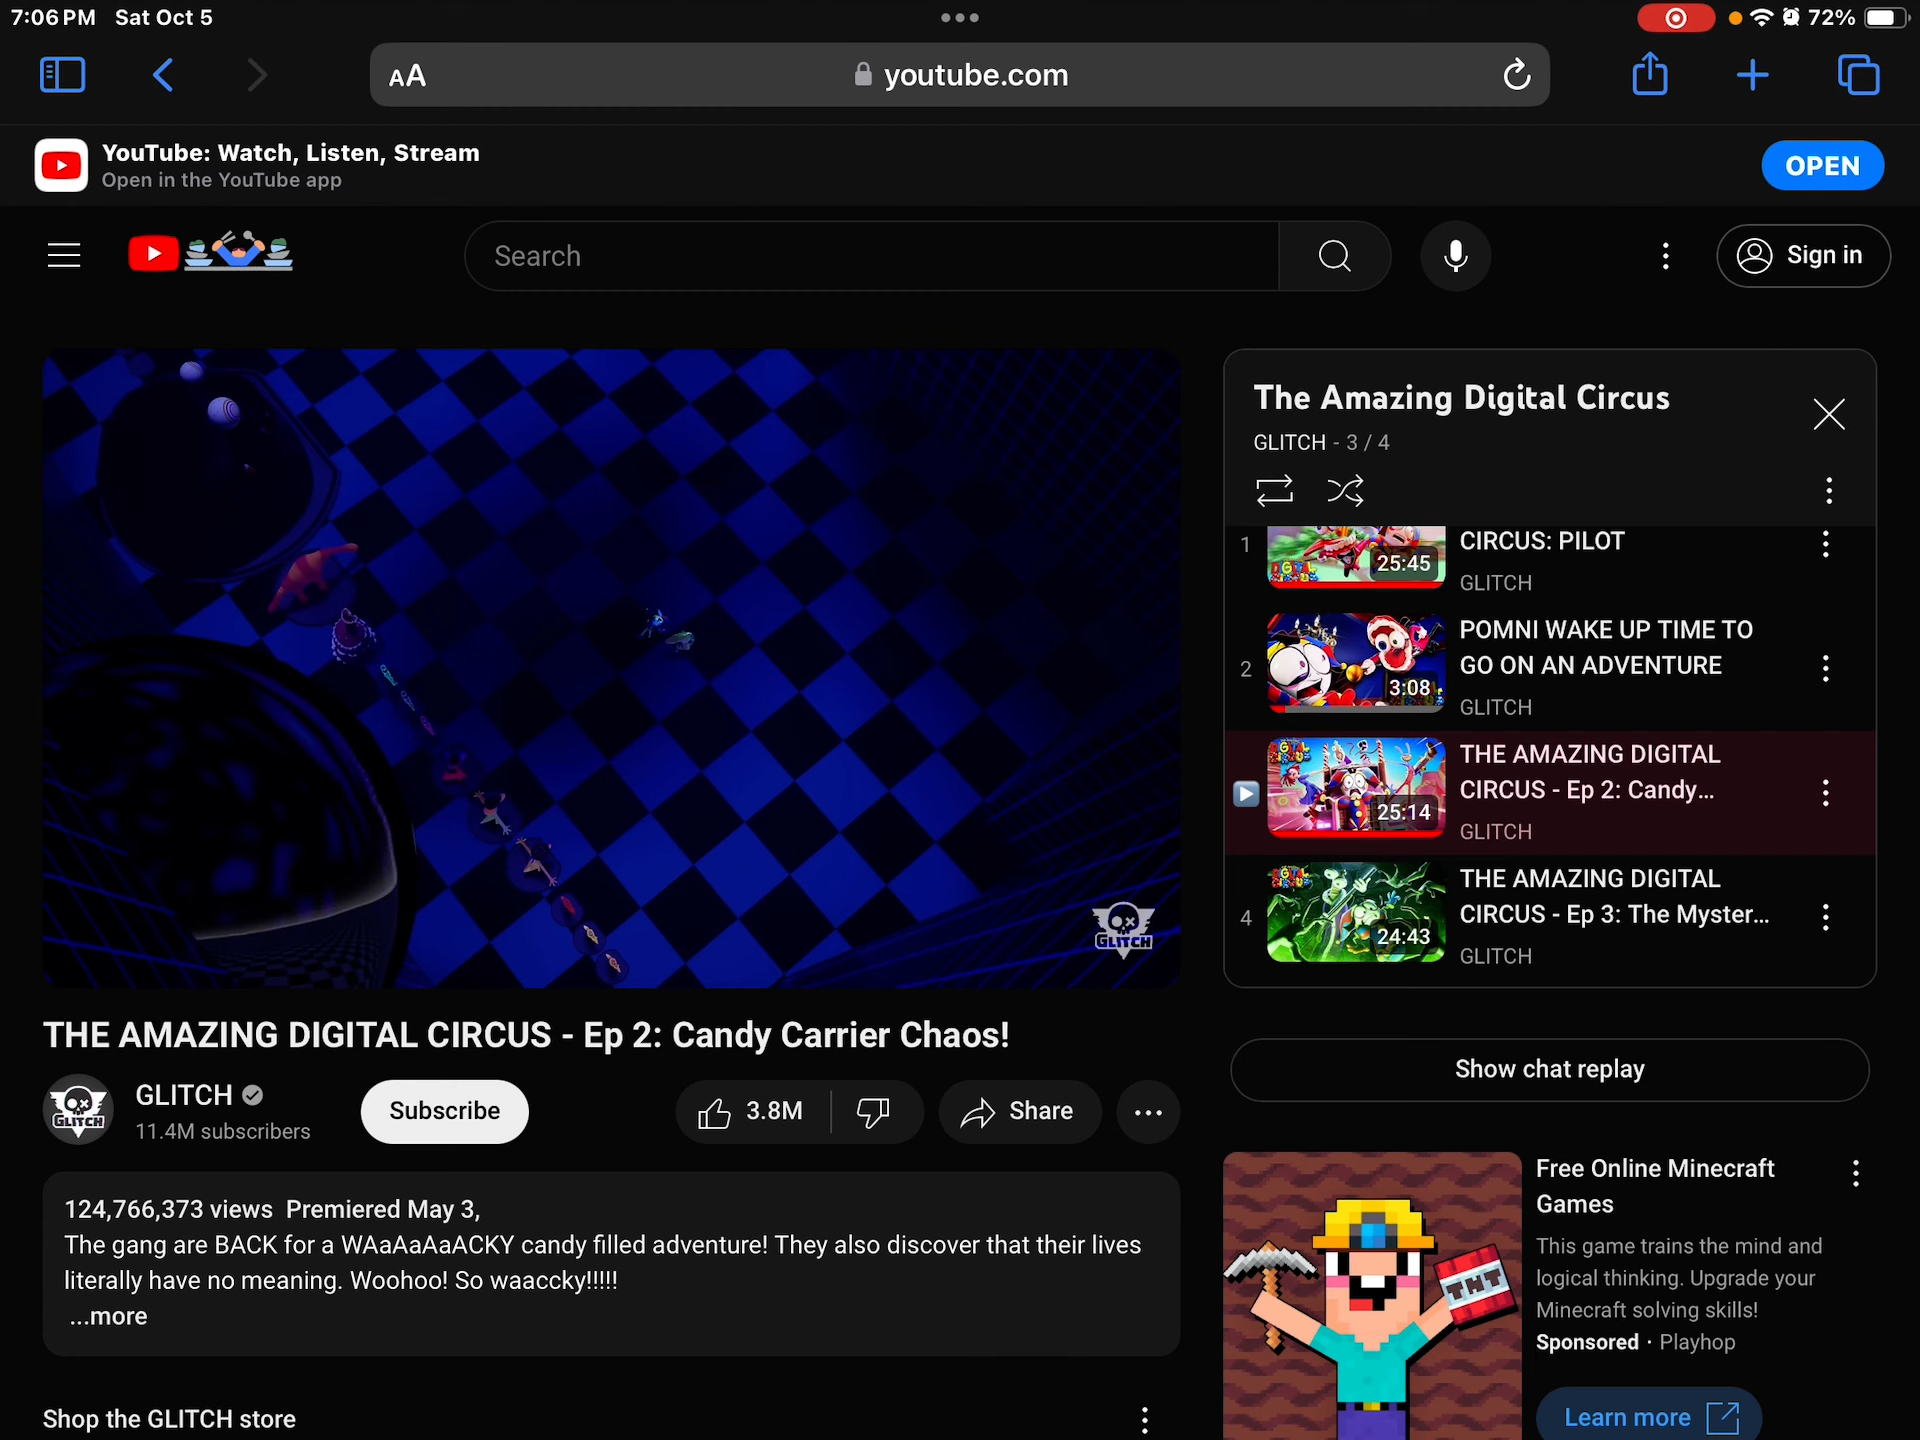 7:06 PM Sat Oct 5
72%
AA
youtube.com
YouTube: Watch, Listen, Stream
Open in the YouTube app
OPEN
Search
Sign in
The Amazing Digital Circus
GLITCH - 3 / 4
1
25:45
CIRCUS: PILOT
GLITCH
2
3:08
POMNI WAKE UP TIME TO
GO ON AN ADVENTURE
GLITCH
25:14
THE AMAZING DIGITAL
CIRCUS - Ep 2: Candy...
GLITCH
4
24:43
THE AMAZING DIGITAL
CIRCUS - Ep 3: The Myster...
GLITCH
GLITCH
THE AMAZING DIGITAL CIRCUS - Ep 2: Candy Carrier Chaos!
GLITCH
GLITCH
11.4M subscribers
Subscribe
3.8M
Share
124,766,373 views Premiered May 3,
The gang are BACK for a WAaAaAaACKY candy filled adventure! They also discover that their lives
literally have no meaning. Woohoo! So waaccky!!!!!
...more
Shop the GLITCH store
Show chat replay
TNT
Free Online Minecraft
Games
This game trains the mind and
logical thinking. Upgrade your
Minecraft solving skills!
Sponsored · Playhop
Learn more